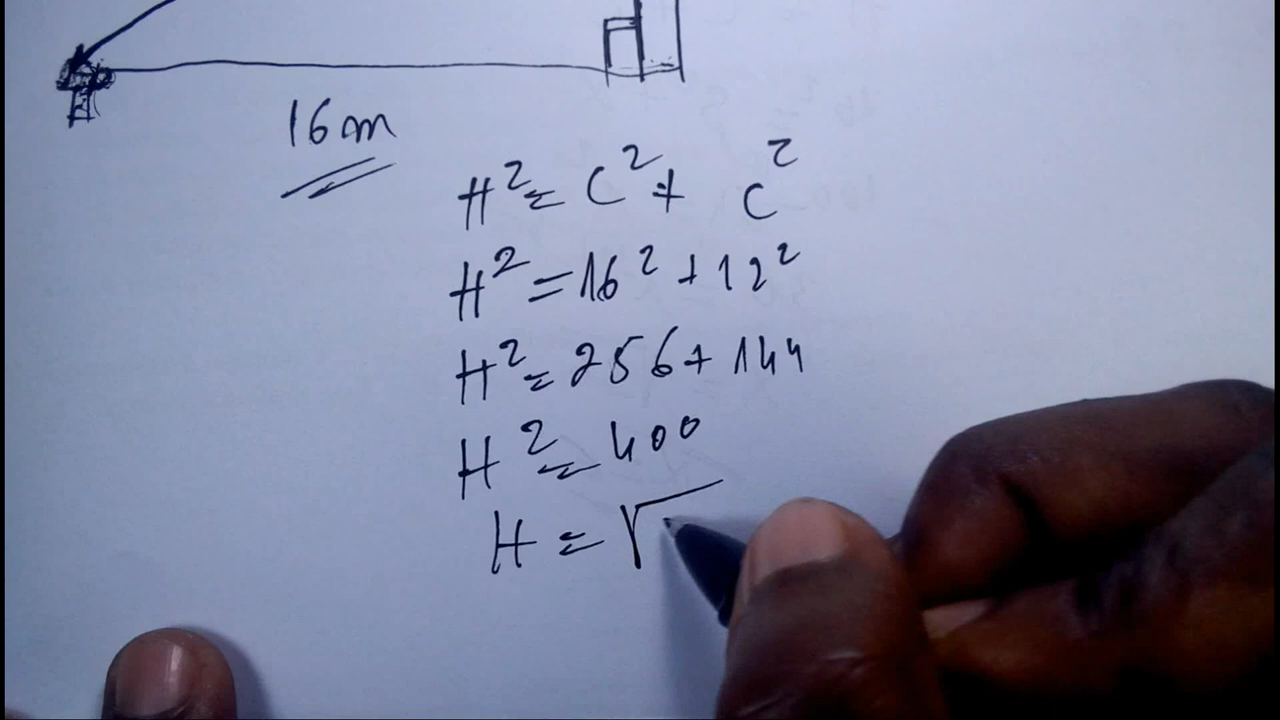 16m
H² = C² + C²
H² = 16² + 12²
H² = 256 + 144
H² = 400
H = √